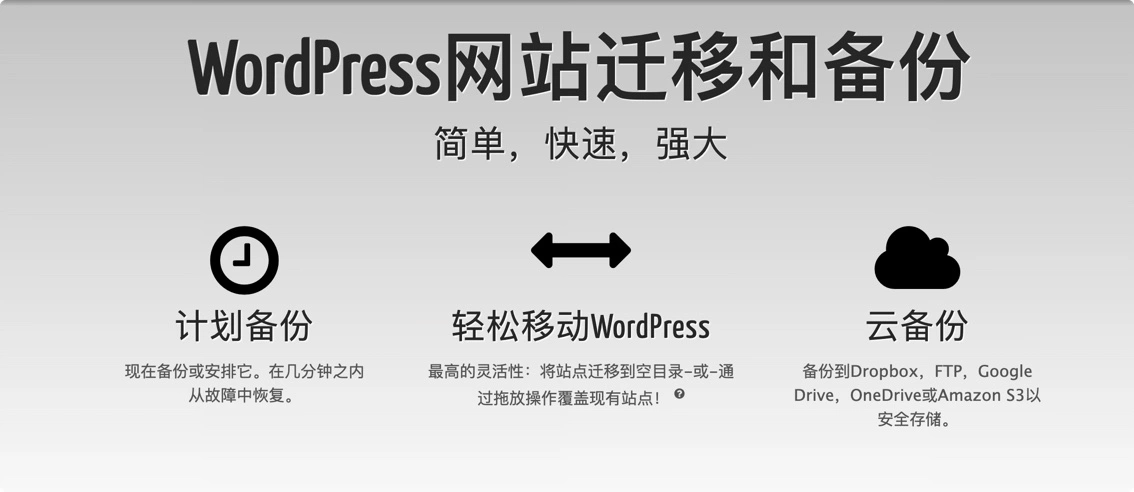 WordPress网站迁移和备份
简单，快速，强大
计划备份
现在备份或安排它。在几分钟之内
从故障中恢复。
轻松移动WordPress
最高的灵活性：将站点迁移到空目录-或-通
过拖放操作覆盖现有站点！ ?
云备份
备份到Dropbox，FTP，Google
Drive，OneDrive或Amazon S3以
安全存储。